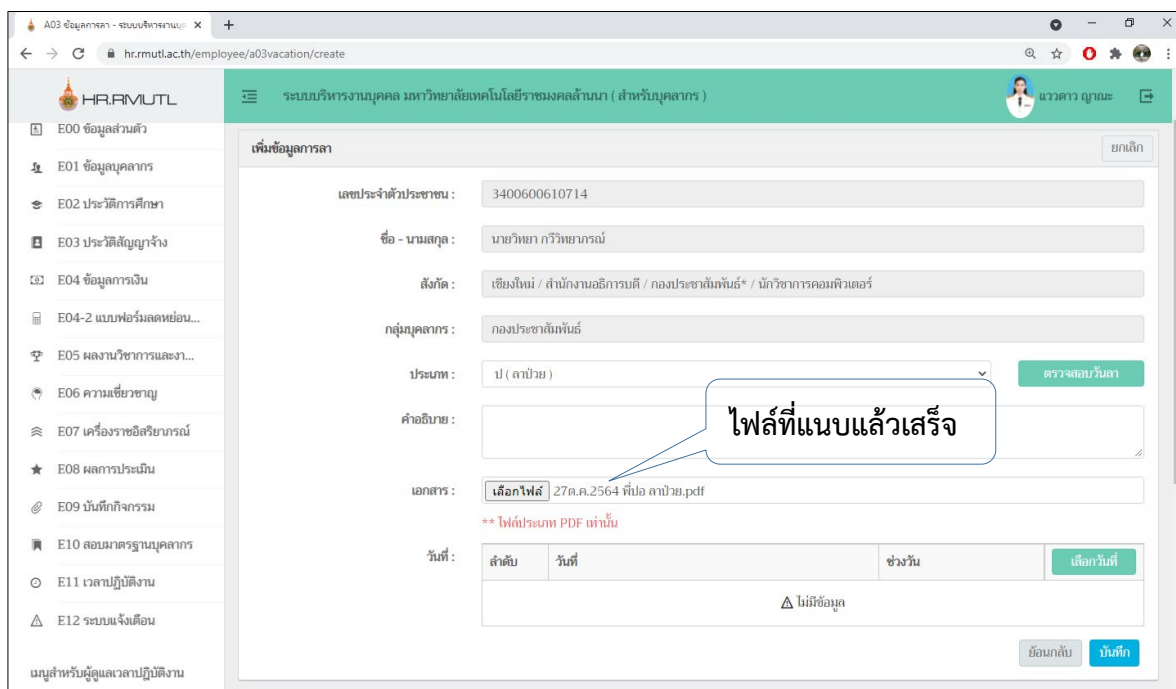 A03 ข้อมูลการลา - ระบบบริหารงานบุ
hr.rmutl.ac.th/employee/a03vacation/create
HR.RMUTL
ระบบบริหารงานบุคคล มหาวิทยาลัยเทคโนโลยีราชมงคลล้านนา ( สำหรับบุคลากร )
แววดาว ญาณะ
E00 ข้อมูลส่วนตัว
E01 ข้อมูลบุคลากร
E02 ประวัติการศึกษา
E03 ประวัติสัญญาจ้าง
E04 ข้อมูลการเงิน
E04-2 แบบฟอร์มลดหย่อน...
E05 ผลงานวิชาการและงา...
E06 ความเชี่ยวชาญ
E07 เครื่องราชอิสริยาภรณ์
E08 ผลการประเมิน
E09 บันทึกกิจกรรม
E10 สอบมาตรฐานบุคลากร
E11 เวลาปฏิบัติงาน
E12 ระบบแจ้งเตือน
เมนูสำหรับผู้ดูแลเวลาปฏิบัติงาน
เพิ่มข้อมูลการลา
ยกเลิก
เลขประจำตัวประชาชน : 3400600610714
ชื่อ - นามสกุล : นายวิทยา กวีวิทยาภรณ์
สังกัด : เชียงใหม่ / สำนักงานอธิการบดี / กองประชาสัมพันธ์* / นักวิชาการคอมพิวเตอร์
กลุ่มบุคลากร : กองประชาสัมพันธ์
ประเภท : ป ( ลาป่วย ) ตรวจสอบวันลา
คำอธิบาย :
ไฟล์ที่แนบแล้วเสร็จ
เอกสาร : เลือกไฟล์ 27ต.ค.2564 พี่ปอ ลาป่วย.pdf
** ไฟล์ประเภท PDF เท่านั้น
วันที่ : ลำดับ วันที่ ช่วงวัน เลือกวันที่
ไม่มีข้อมูล
ย้อนกลับ บันทึก